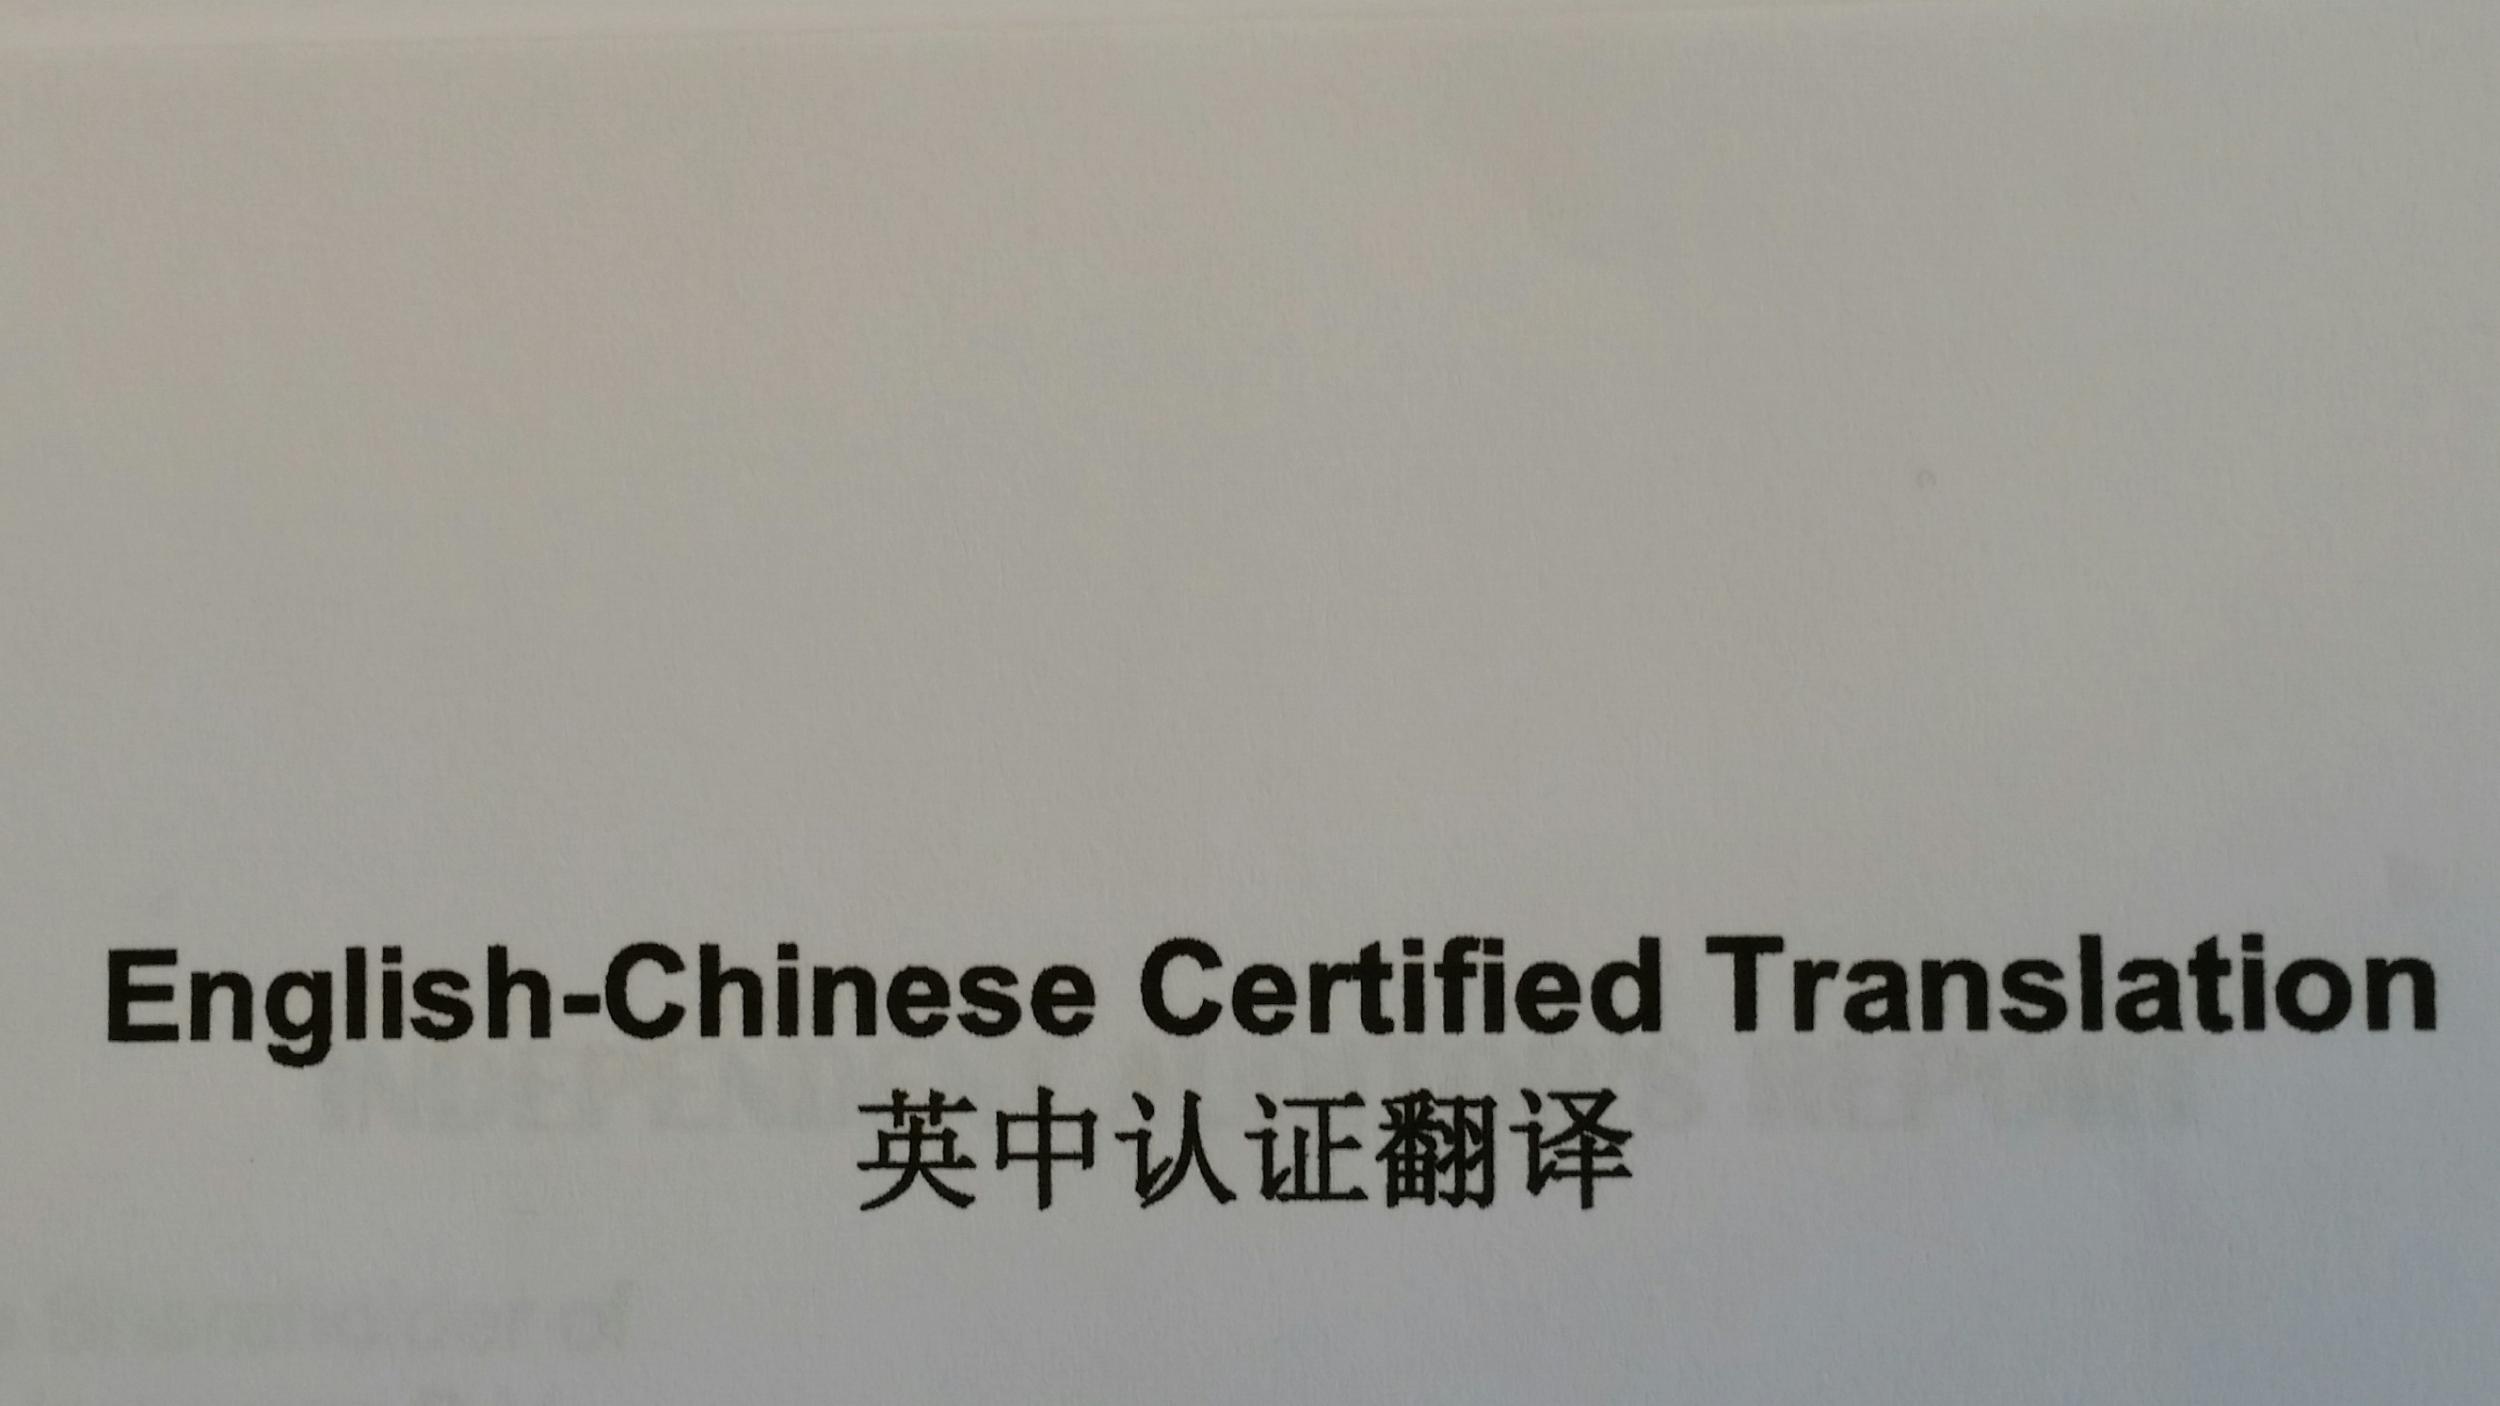 English-Chinese Certified Translation
英中认证翻译